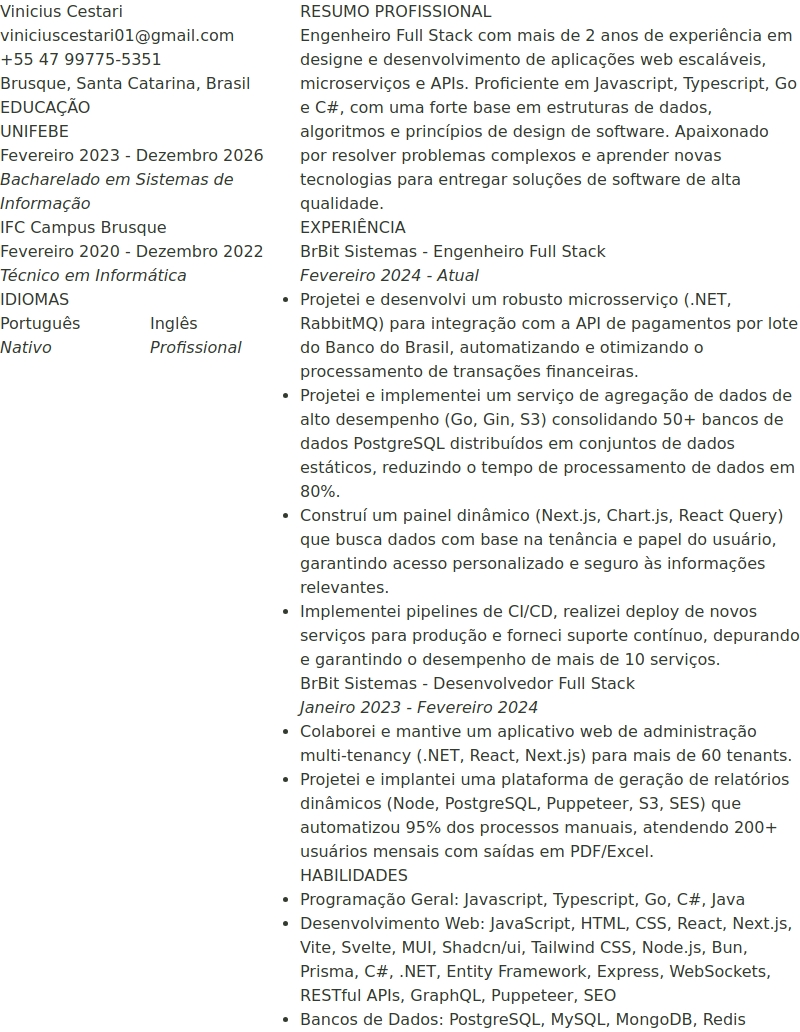 Vinicius Cestari
viniciuscestari01@gmail.com
+55 47 99775-5351
Brusque, Santa Catarina, Brasil
EDUCAÇÃO
UNIFEBE
Fevereiro 2023 - Dezembro 2026
Bacharelado em Sistemas de
Informação
IFC Campus Brusque
Fevereiro 2020 - Dezembro 2022
Técnico em Informática
IDIOMAS
Português Inglês
Nativo Profissional
RESUMO PROFISSIONAL
Engenheiro Full Stack com mais de 2 anos de experiência em
designe e desenvolvimento de aplicações web escaláveis,
microserviços e APIs. Proficiente em Javascript, Typescript, Go
e C#, com uma forte base em estruturas de dados,
algoritmos e princípios de design de software. Apaixonado
por resolver problemas complexos e aprender novas
tecnologias para entregar soluções de software de alta
qualidade.
EXPERIÊNCIA
BrBit Sistemas - Engenheiro Full Stack
Fevereiro 2024 - Atual
• Projetei e desenvolvi um robusto microsserviço (.NET,
RabbitMQ) para integração com a API de pagamentos por lote
do Banco do Brasil, automatizando e otimizando o
processamento de transações financeiras.
• Projetei e implementei um serviço de agregação de dados de
alto desempenho (Go, Gin, S3) consolidando 50+ bancos de
dados PostgreSQL distribuídos em conjuntos de dados
estáticos, reduzindo o tempo de processamento de dados em
80%.
• Construí um painel dinâmico (Next.js, Chart.js, React Query)
que busca dados com base na tenância e papel do usuário,
garantindo acesso personalizado e seguro às informações
relevantes.
• Implementei pipelines de CI/CD, realizei deploy de novos
serviços para produção e forneci suporte contínuo, depurando
e garantindo o desempenho de mais de 10 serviços.
BrBit Sistemas - Desenvolvedor Full Stack
Janeiro 2023 - Fevereiro 2024
• Colaborei e mantive um aplicativo web de administração
multi-tenancy (.NET, React, Next.js) para mais de 60 tenants.
• Projetei e implantei uma plataforma de geração de relatórios
dinâmicos (Node, PostgreSQL, Puppeteer, S3, SES) que
automatizou 95% dos processos manuais, atendendo 200+
usuários mensais com saídas em PDF/Excel.
HABILIDADES
• Programação Geral: Javascript, Typescript, Go, C#, Java
• Desenvolvimento Web: JavaScript, HTML, CSS, React, Next.js,
Vite, Svelte, MUI, Shadcn/ui, Tailwind CSS, Node.js, Bun,
Prisma, C#, .NET, Entity Framework, Express, WebSockets,
RESTful APIs, GraphQL, Puppeteer, SEO
• Bancos de Dados: PostgreSQL, MySQL, MongoDB, Redis